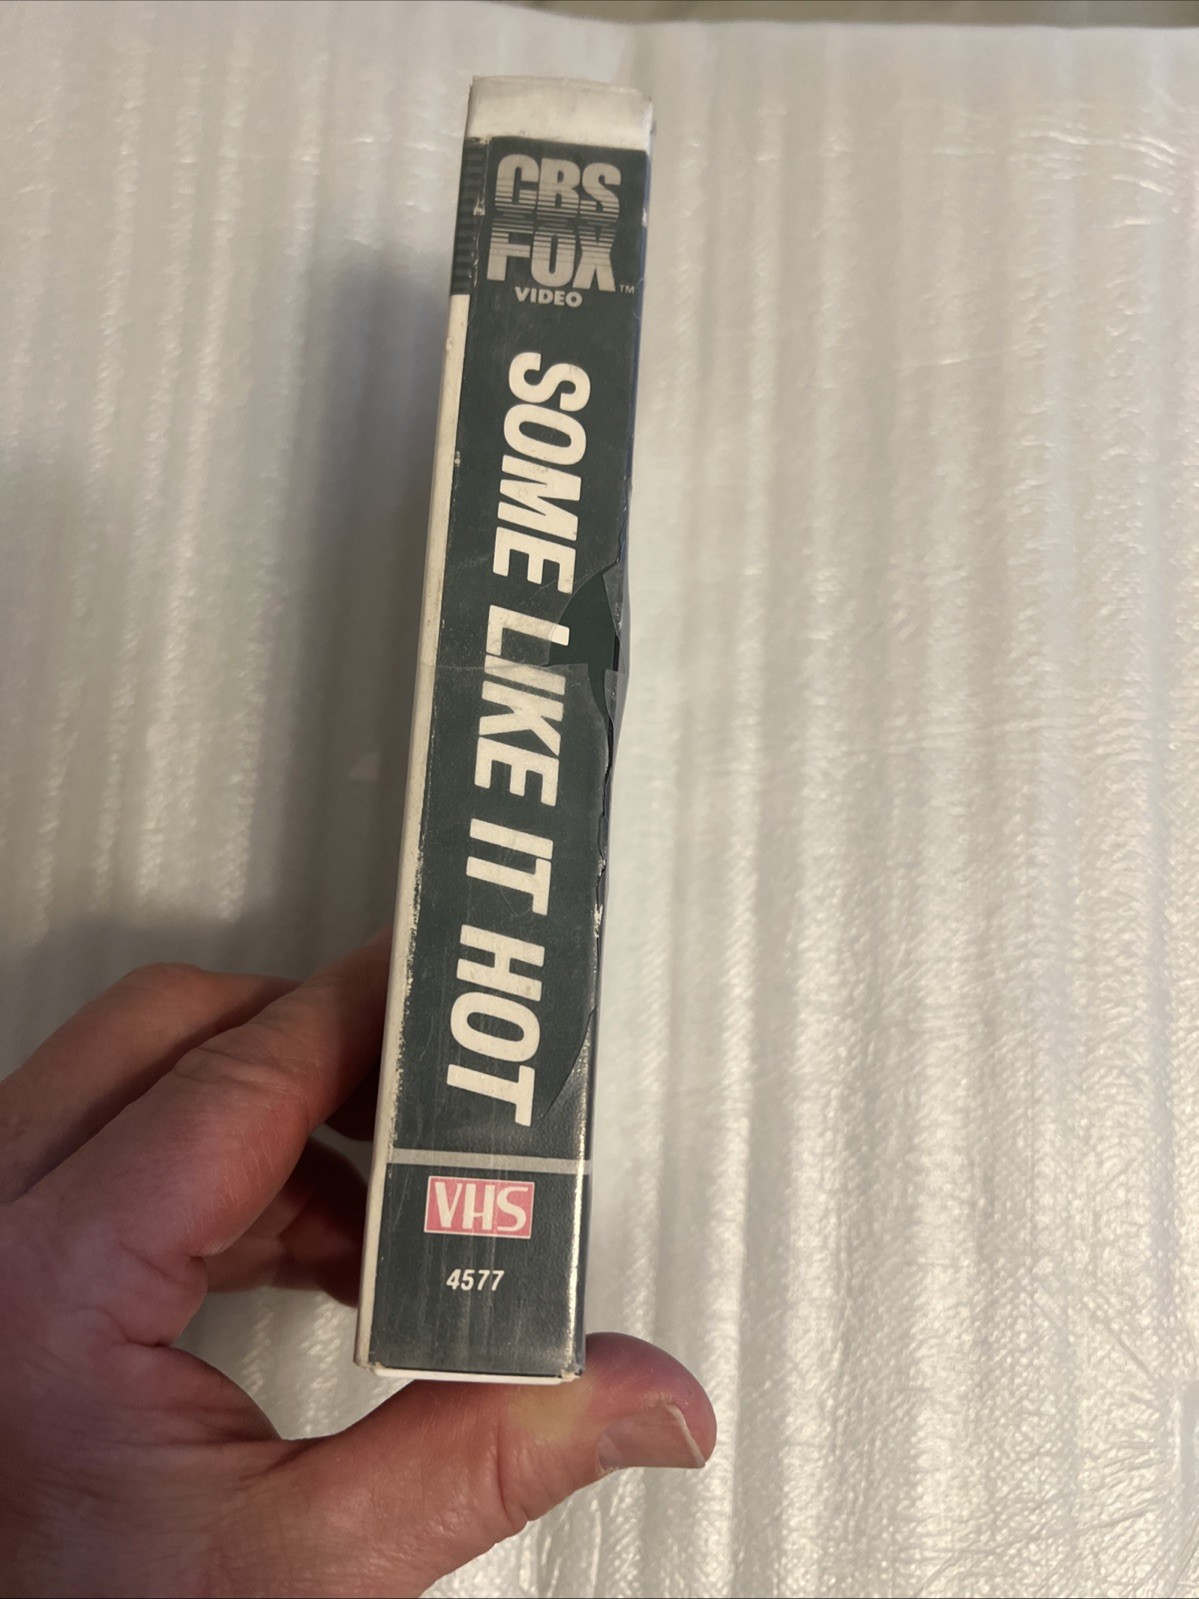 CBS
FOX
VIDEO ™
SOME LIKE IT HOT
VHS
4577